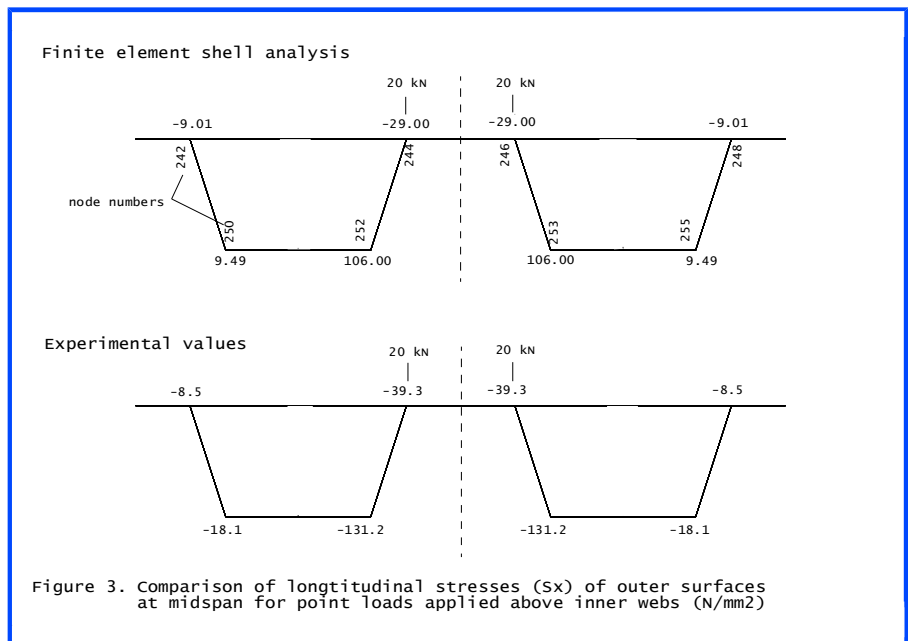 Finite element shell analysis
20 kN 20 kN
-9.01 -29.00 -29.00 -9.01
242 244 246 248
node numbers
250 252 253 255
9.49 106.00 106.00 9.49
Experimental values
20 kN 20 kN
-8.5 -39.3 -39.3 -8.5
-18.1 -131.2 -131.2 -18.1
Figure 3. Comparison of longtitudinal stresses (Sx) of outer surfaces
at midspan for point loads applied above inner webs (N/mm2)